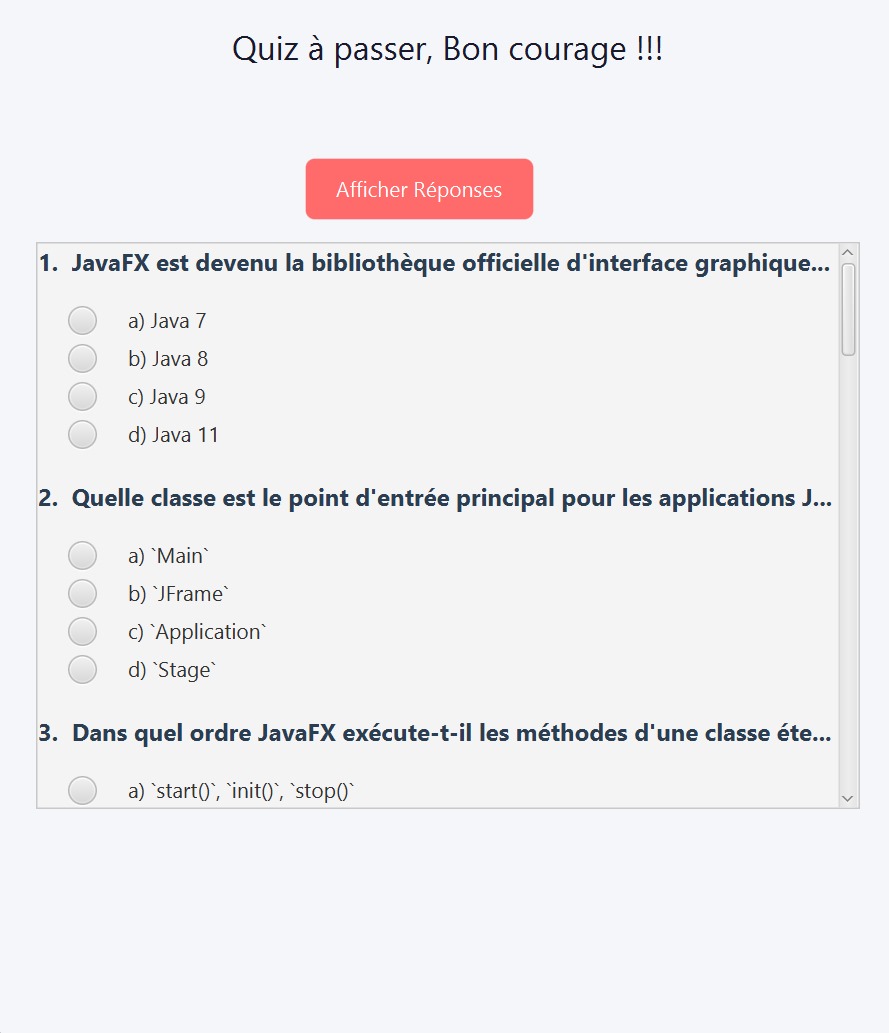 Quiz à passer, Bon courage !!!
Afficher Réponses
1. JavaFX est devenu la bibliothèque officielle d'interface graphique...
a) Java 7
b) Java 8
c) Java 9
d) Java 11
2. Quelle classe est le point d'entrée principal pour les applications J...
a) `Main`
b) `JFrame`
c) `Application`
d) `Stage`
3. Dans quel ordre JavaFX exécute-t-il les méthodes d'une classe éte...
a) `start()`, `init()`, `stop()`